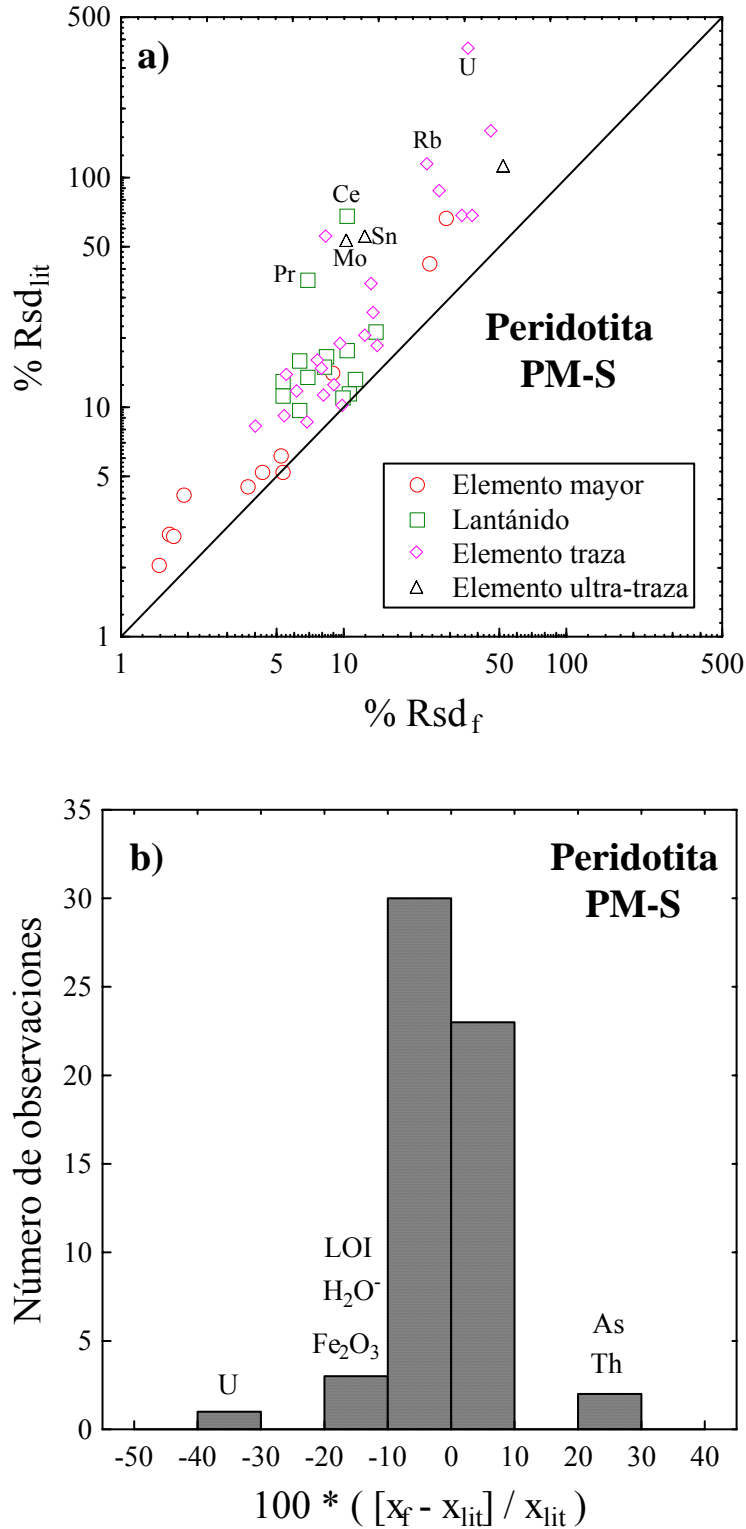 500
a)
U
Rb
100
Ce
Sn
50
Mo
Pr
% Rsd_lit
Peridotita
PM-S
10
5
Elemento mayor
Lantánido
Elemento traza
Elemento ultra-traza
1
1 5 10 50 100 500
% Rsd_f
35
b)
Peridotita
PM-S
30
25
20
15
Número de observaciones
10
LOI
H₂O⁻
As
5
Fe₂O₃
Th
U
0
-50 -40 -30 -20 -10 0 10 20 30 40
100 * ( [x_f - x_lit] / x_lit )